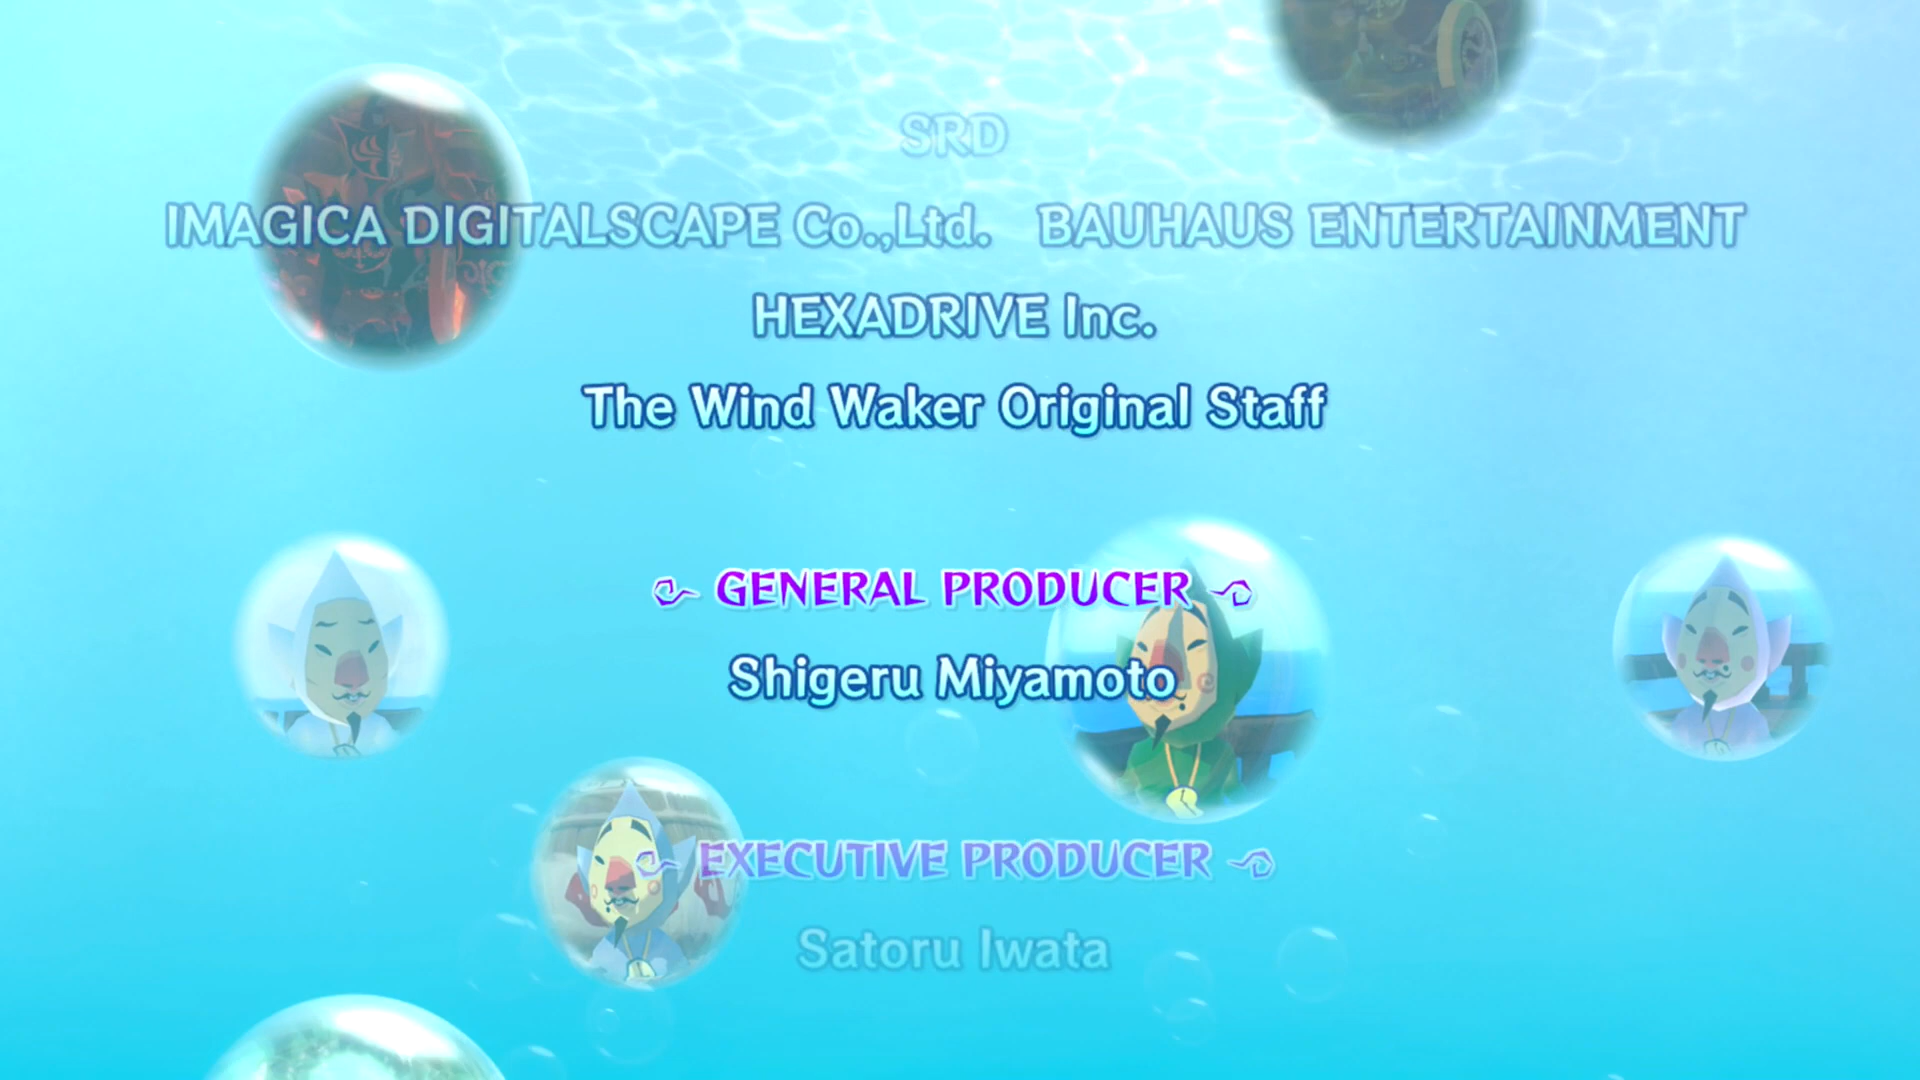 SRD
IMAGICA DIGITALSCAPE Co.,Ltd. BAUHAUS ENTERTAINMENT
HEXADRIVE Inc.
The Wind Waker Original Staff
GENERAL PRODUCER
Shigeru Miyamoto
EXECUTIVE PRODUCER
Satoru Iwata